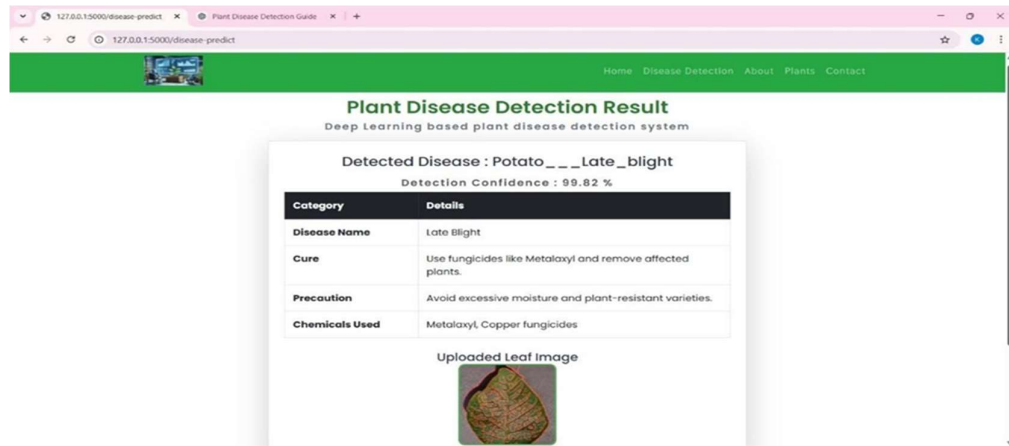 127.0.0.1:5000/disease-predict
Plant Disease Detection Guide
127.0.0.1:5000/disease-predict
K
Home Disease Detection About Plants Contact
Plant Disease Detection Result
Deep Learning based plant disease detection system
Detected Disease : Potato___Late_blight
Detection Confidence : 99.82 %
Category Details
Disease Name Late Blight
Cure Use fungicides like Metalaxyl and remove affected
plants.
Precaution Avoid excessive moisture and plant-resistant varieties.
Chemicals Used Metalaxyl, Copper fungicides
Uploaded Leaf Image